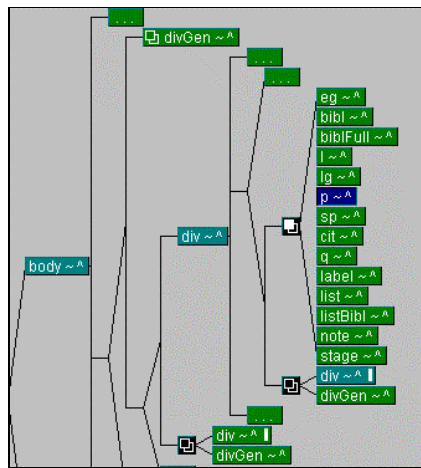 ...
divGen ~ ^
...
...
eg ~ ^
bibl ~ ^
biblFull ~ ^
l ~ ^
lg ~ ^
p ~ ^
sp ~ ^
div ~ ^
cit ~ ^
q ~ ^
body ~ ^
label ~ ^
list ~ ^
listBibl ~ ^
note ~ ^
stage ~ ^
div ~ ^
divGen ~ ^
...
div ~ ^
divGen ~ ^